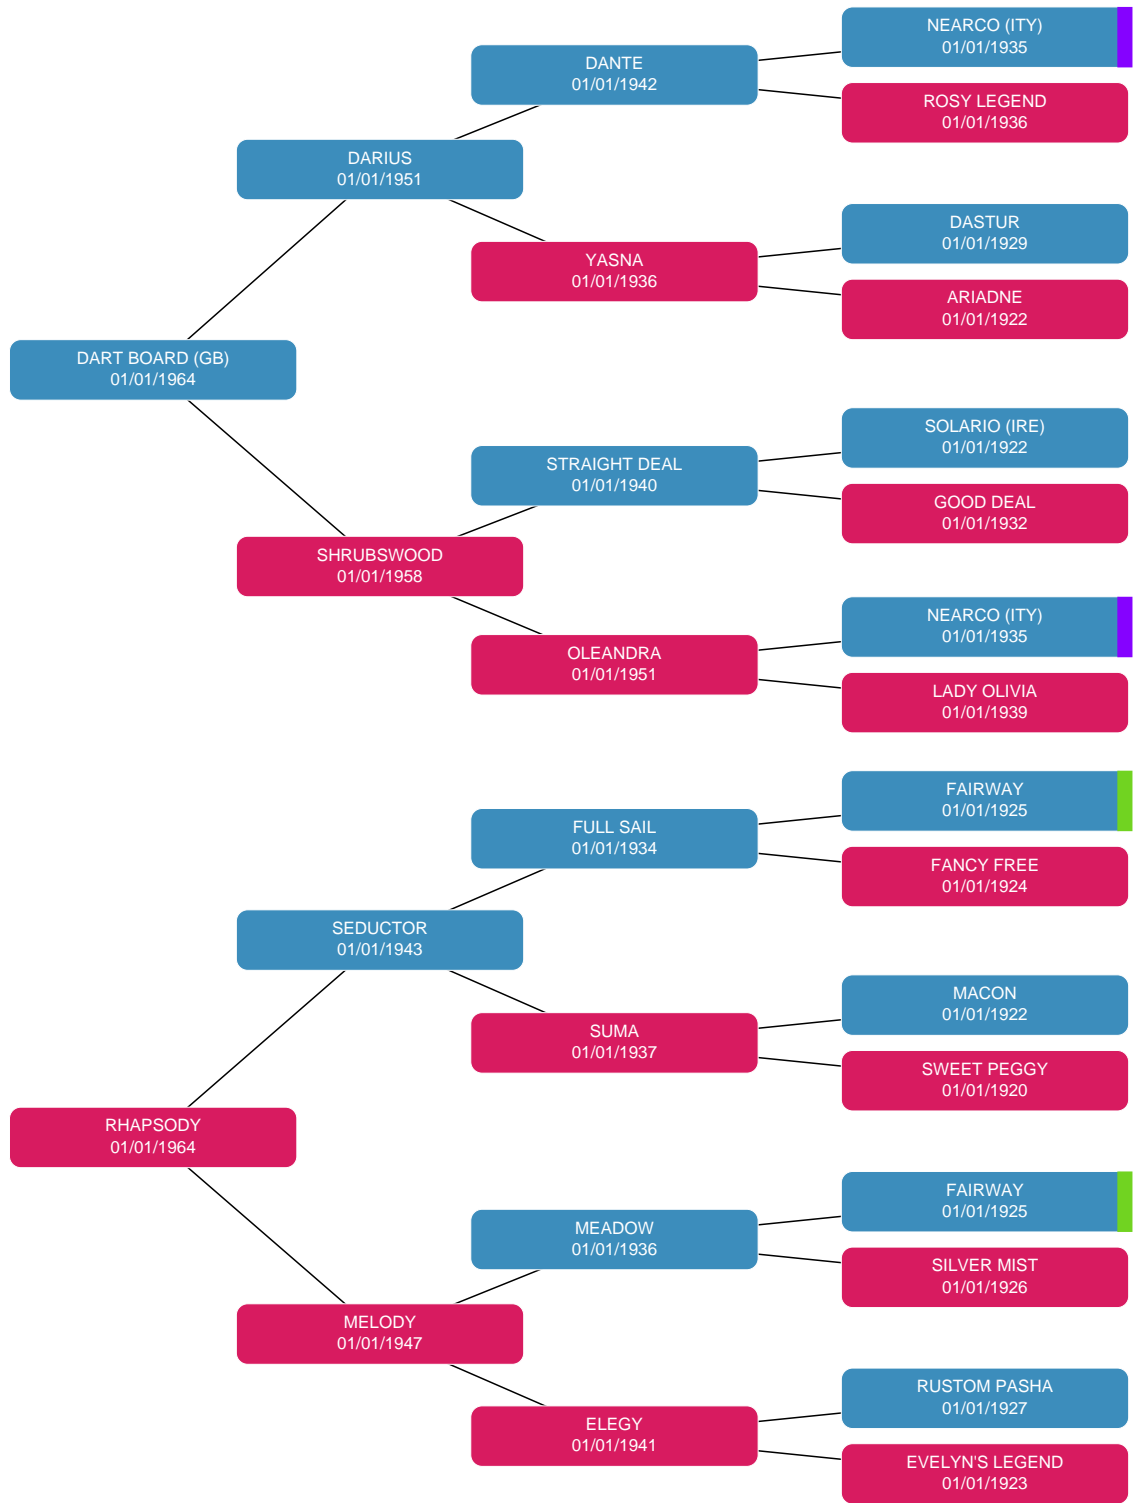 NEARCO (ITY)
01/01/1935
DANTE
01/01/1942
ROSY LEGEND
01/01/1936
DARIUS
01/01/1951
DASTUR
01/01/1929
YASNA
01/01/1936
ARIADNE
01/01/1922
DART BOARD (GB)
01/01/1964
SOLARIO (IRE)
01/01/1922
STRAIGHT DEAL
01/01/1940
GOOD DEAL
01/01/1932
SHRUBSWOOD
01/01/1958
NEARCO (ITY)
01/01/1935
OLEANDRA
01/01/1951
LADY OLIVIA
01/01/1939
FAIRWAY
01/01/1925
FULL SAIL
01/01/1934
FANCY FREE
01/01/1924
SEDUCTOR
01/01/1943
MACON
01/01/1922
SUMA
01/01/1937
SWEET PEGGY
01/01/1920
RHAPSODY
01/01/1964
FAIRWAY
01/01/1925
MEADOW
01/01/1936
SILVER MIST
01/01/1926
MELODY
01/01/1947
RUSTOM PASHA
01/01/1927
ELEGY
01/01/1941
EVELYN'S LEGEND
01/01/1923